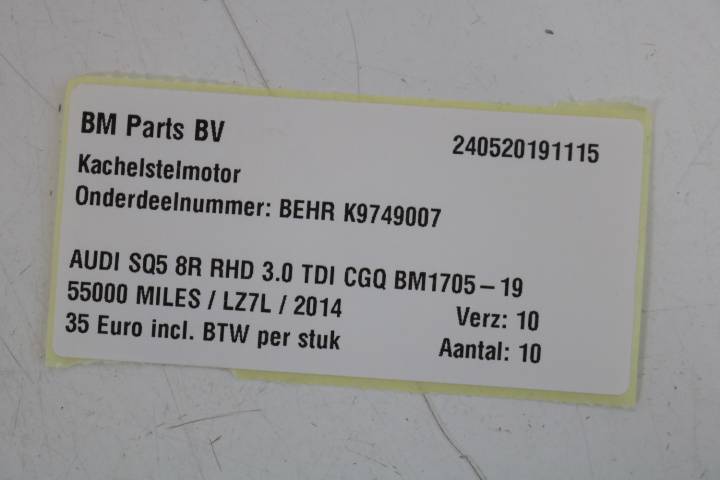 BM Parts BV
240520191115
Kachelstelmotor
Onderdeelnummer: BEHR K9749007
AUDI SQ5 8R RHD 3.0 TDI CGQ BM1705-19
55000 MILES / LZ7L / 2014
Verz: 10
35 Euro incl. BTW per stuk
Aantal: 10